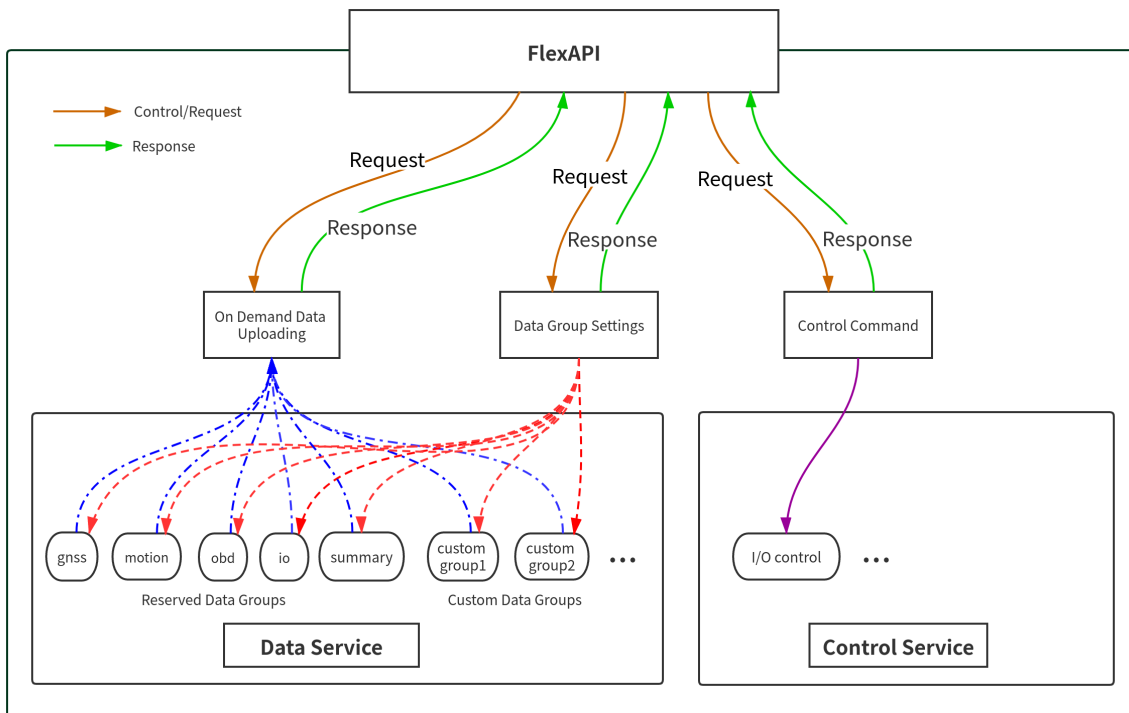 FlexAPI
Control/Request
Response
Request
Request
Request
Response
Response
Response
On Demand Data
Uploading
Data Group Settings
Control Command
gnss
motion
obd
io
summary
custom
group1
custom
group2
...
I/O control
...
Reserved Data Groups
Custom Data Groups
Data Service
Control Service